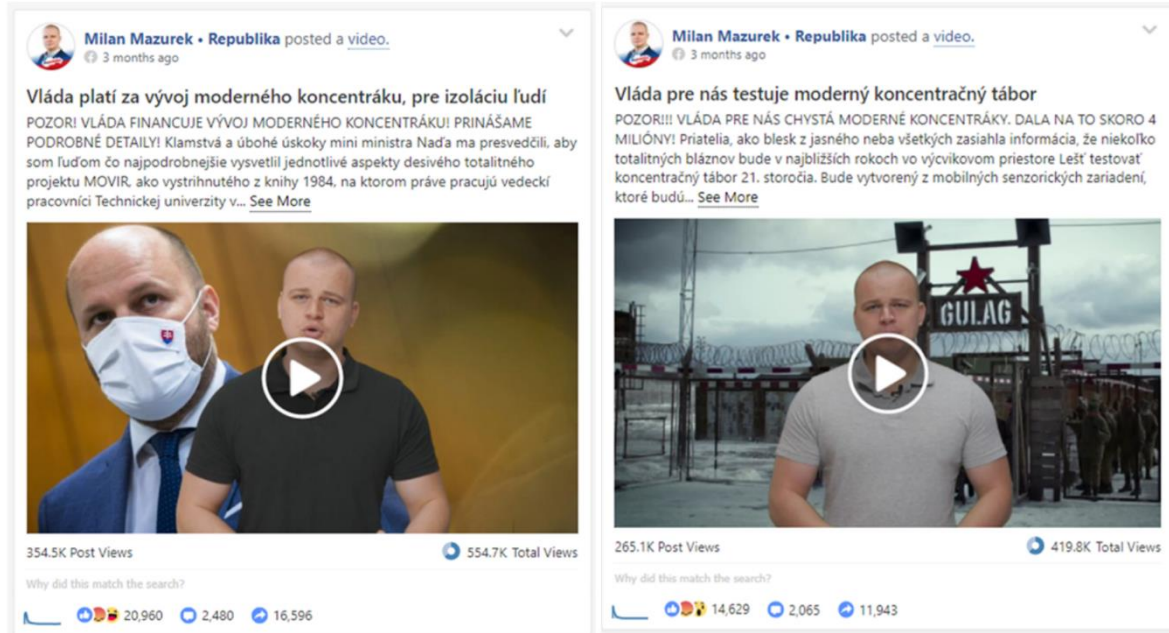 Milan Mazurek • Republika posted a video.
3 months ago
Vláda platí za vývoj moderného koncentráku, pre izoláciu ľudí
POZOR! VLÁDA FINANCUJE VÝVOJ MODERNÉHO KONCENTRÁKU! PRINÁŠAME
PODROBNÉ DETAILY! Klamstvá a úbohé úskoky mini ministra Naďa ma presvedčili, aby
som ľuďom čo najpodrobnejšie vysvetlil jednotlivé aspekty desivého totalitného
projektu MOVIR, ako vystrihnutého z knihy 1984, na ktorom práve pracujú vedeckí
pracovníci Technickej univerzity v... See More
354.5K Post Views
554.7K Total Views
Why did this match the search?
20,960 2,480 16,596
Milan Mazurek • Republika posted a video.
3 months ago
Vláda pre nás testuje moderný koncentračný tábor
POZOR!!! VLÁDA PRE NÁS CHYSTÁ MODERNÉ KONCENTRÁKY. DALA NA TO SKORO 4
MILIÓNY! Priatelia, ako blesk z jasného neba všetkých zasiahla informácia, že niekoľko
totalitných bláznov bude v najbližších rokoch vo výcvikovom priestore Lešť testovať
koncentračný tábor 21. storočia. Bude vytvorený z mobilných senzorických zariadení,
ktoré budú... See More
GULAG
265.1K Post Views
419.8K Total Views
Why did this match the search?
14,629 2,065 11,943